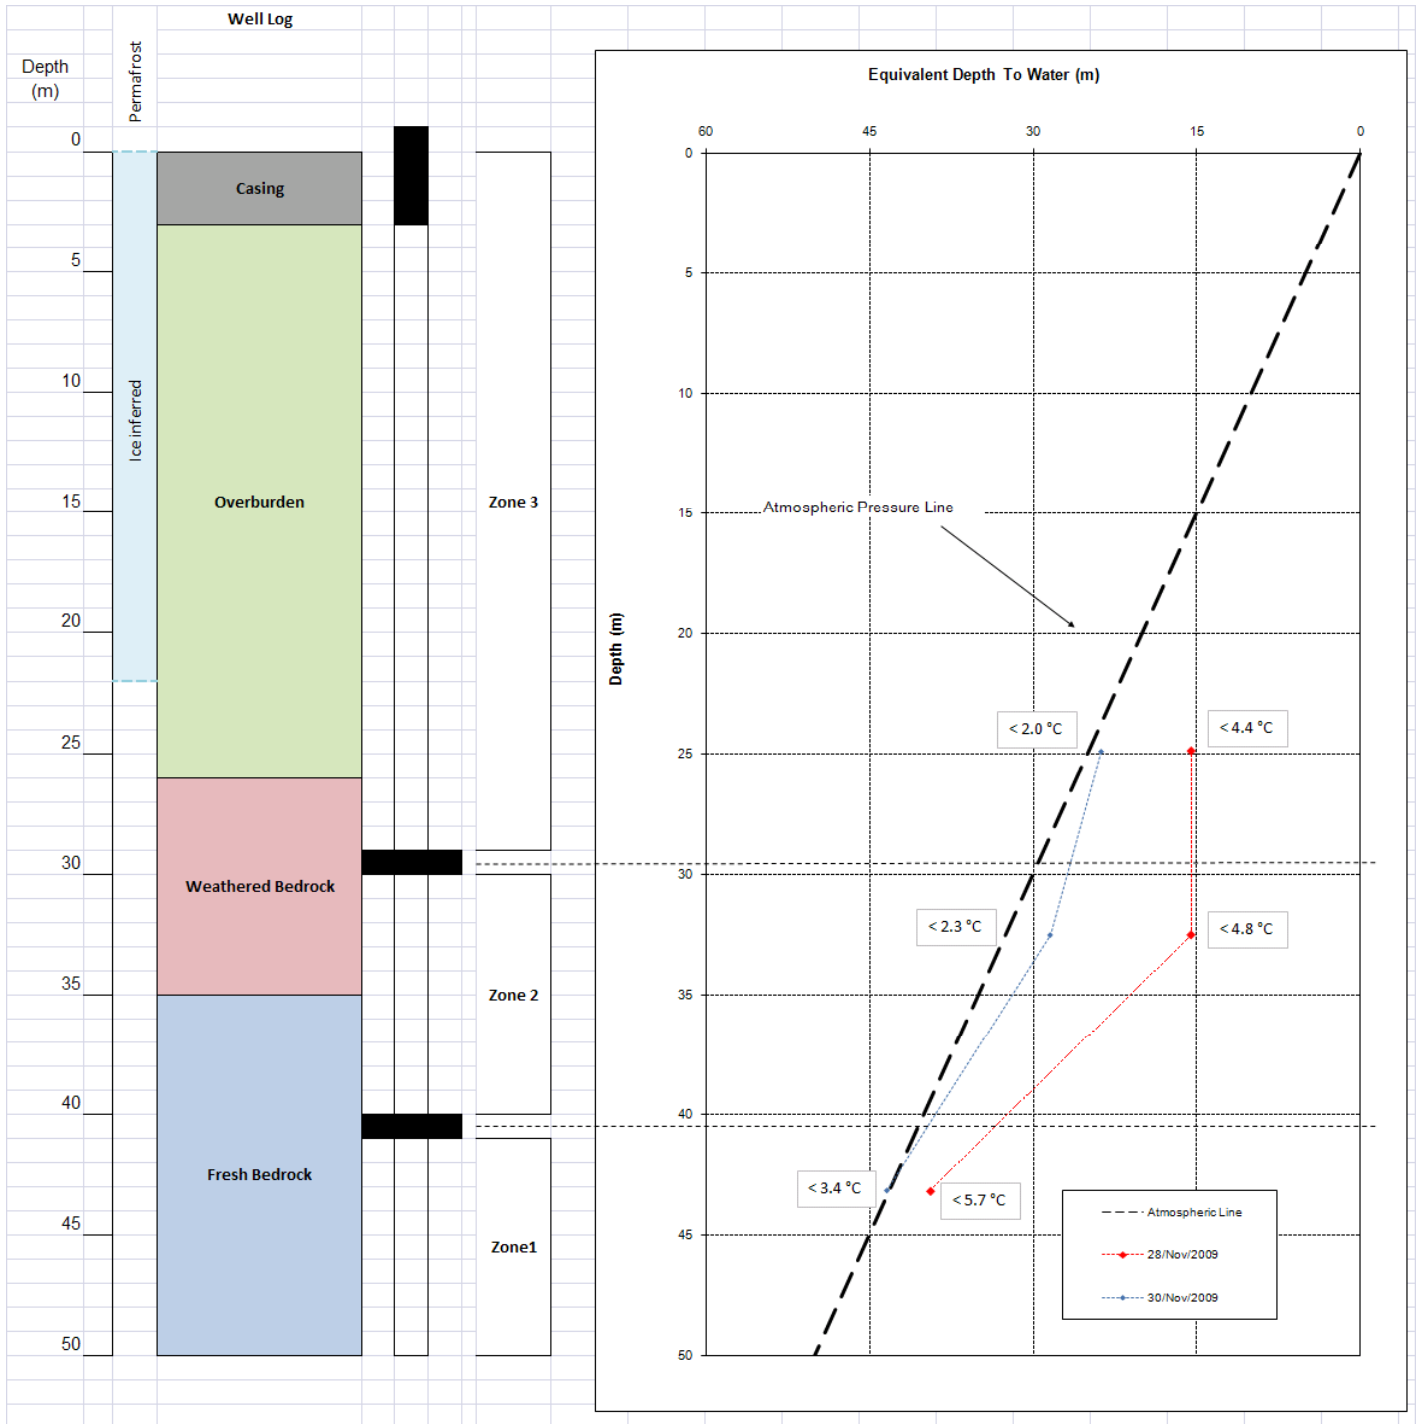 Well Log
Depth
(m)
Permafrost
0
5
10
15
20
25
30
35
40
45
50
Ice inferred
Casing
Overburden
Weathered Bedrock
Fresh Bedrock
Zone 3
Zone 2
Zone1
Equivalent Depth To Water (m)
60 45 30 15 0
0
5
10
15
20
25
30
35
40
45
50
Depth (m)
Atmospheric Pressure Line
< 2.0 °C
< 4.4 °C
< 2.3 °C
< 4.8 °C
< 3.4 °C
< 5.7 °C
Atmospheric Line
28/Nov/2009
30/Nov/2009